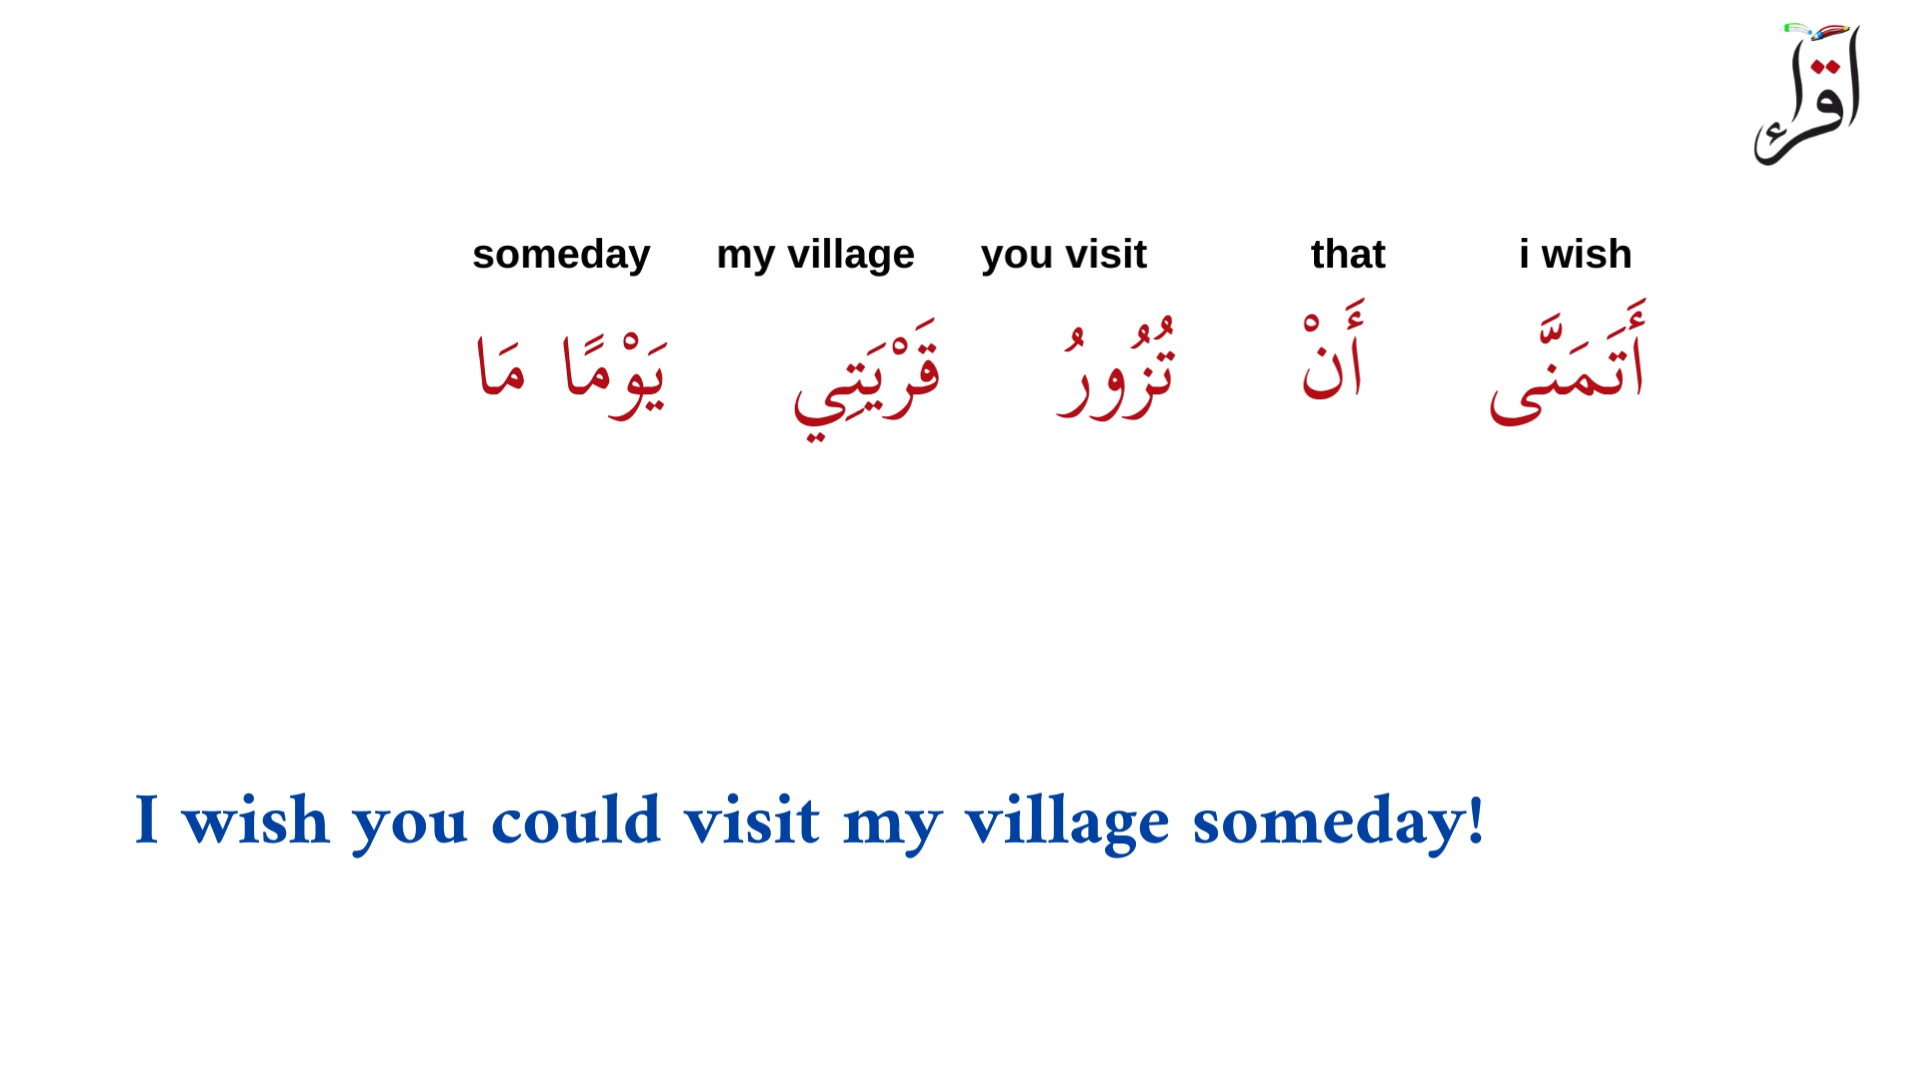 اقرأ
someday my village you visit that i wish
أَتَمَنَّى أَنْ تُزُورُ قَرْيَتِي يَوْمًا مَا
I wish you could visit my village someday!